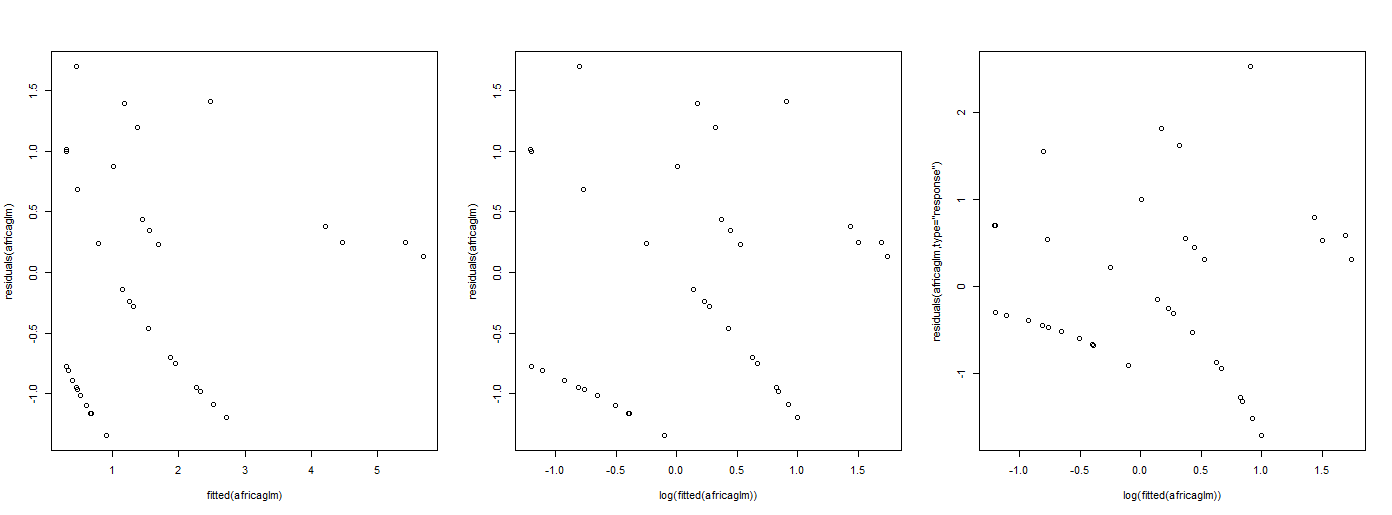 residuals(africaglm)
1.5
1.0
0.5
0.0
-0.5
-1.0
1 2 3 4 5
fitted(africaglm)
residuals(africaglm)
1.5
1.0
0.5
0.0
-0.5
-1.0
-1.0 -0.5 0.0 0.5 1.0 1.5
log(fitted(africaglm))
residuals(africaglm,type="response")
2
1
0
-1
-1.0 -0.5 0.0 0.5 1.0 1.5
log(fitted(africaglm))